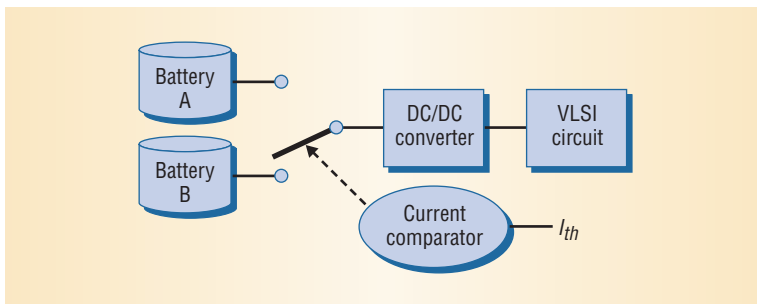 Battery
A
Battery
B
DC/DC
converter
VLSI
circuit
Current
comparator
Ith